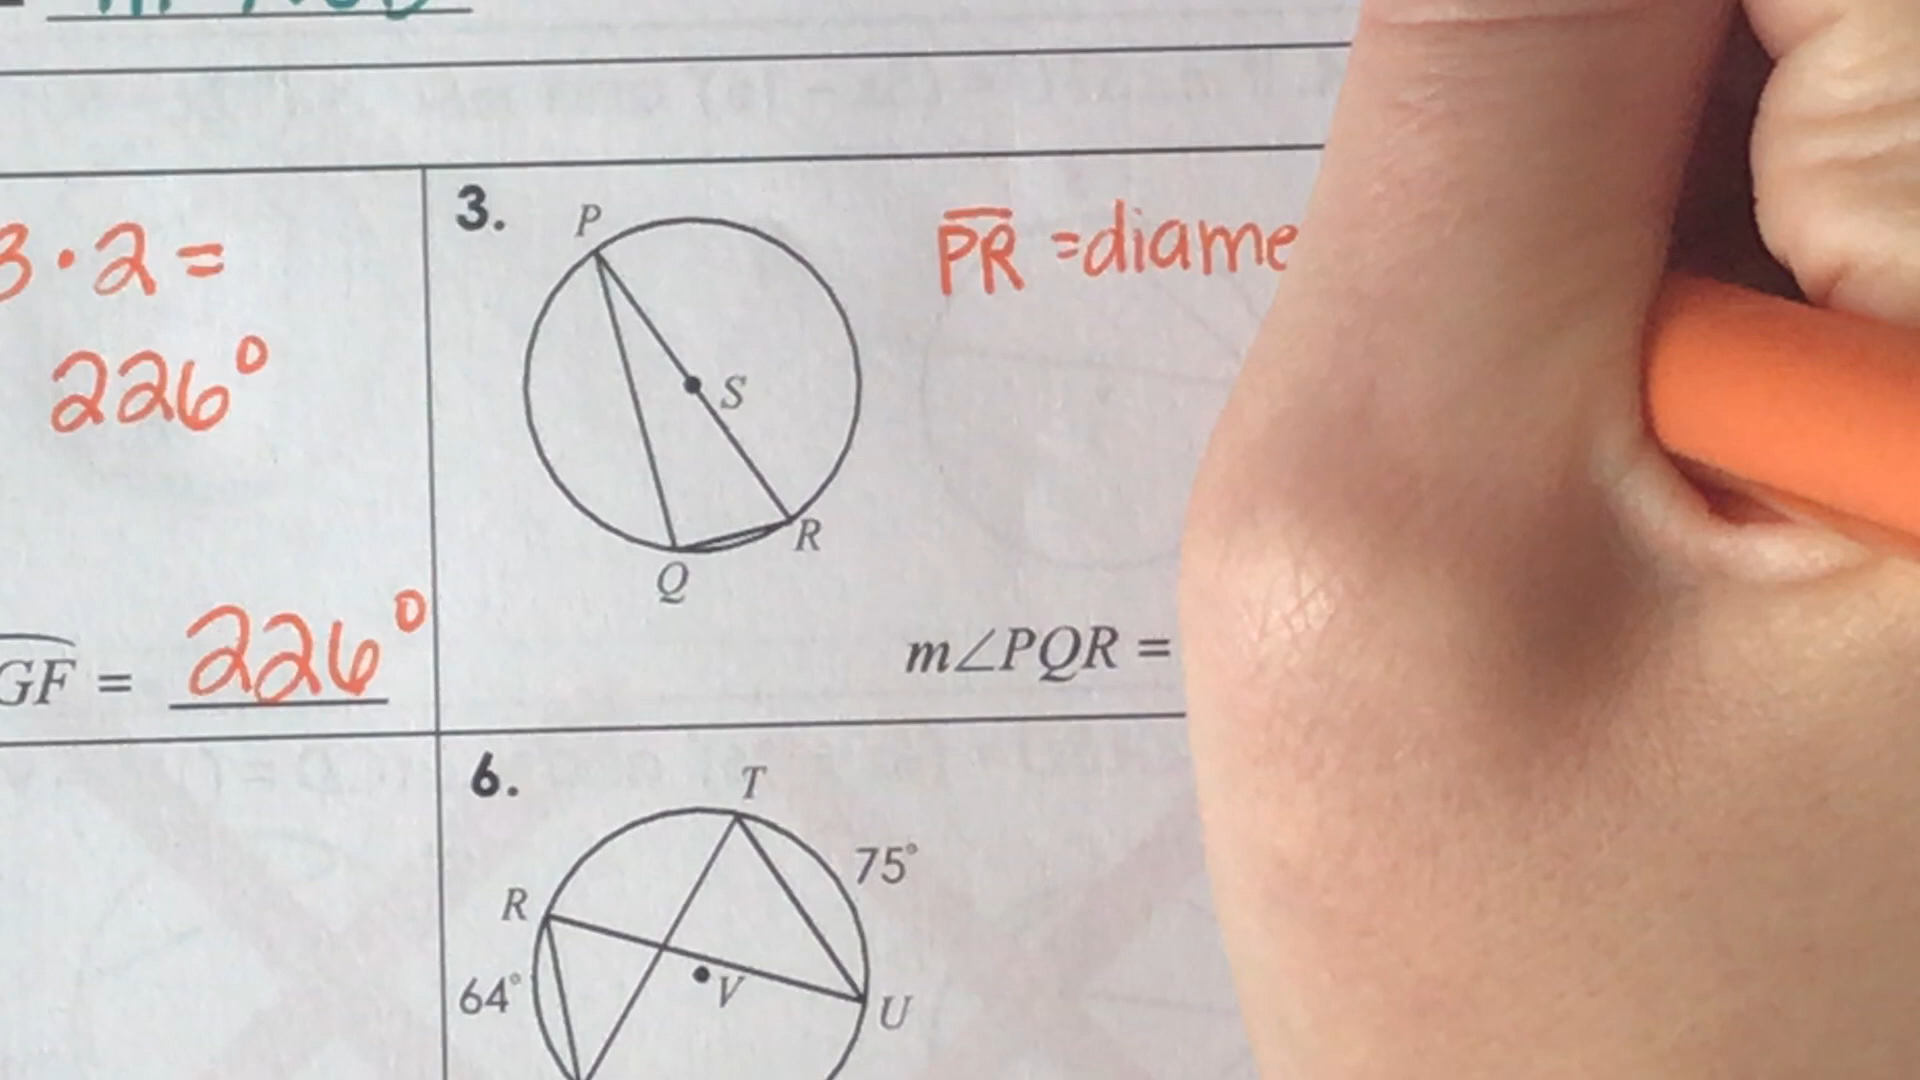 3 · 2 =
226°
GF = 226°
3.
P
S
R
Q
PR = diame
m∠PQR =
6.
T
75°
R
V
64°
U